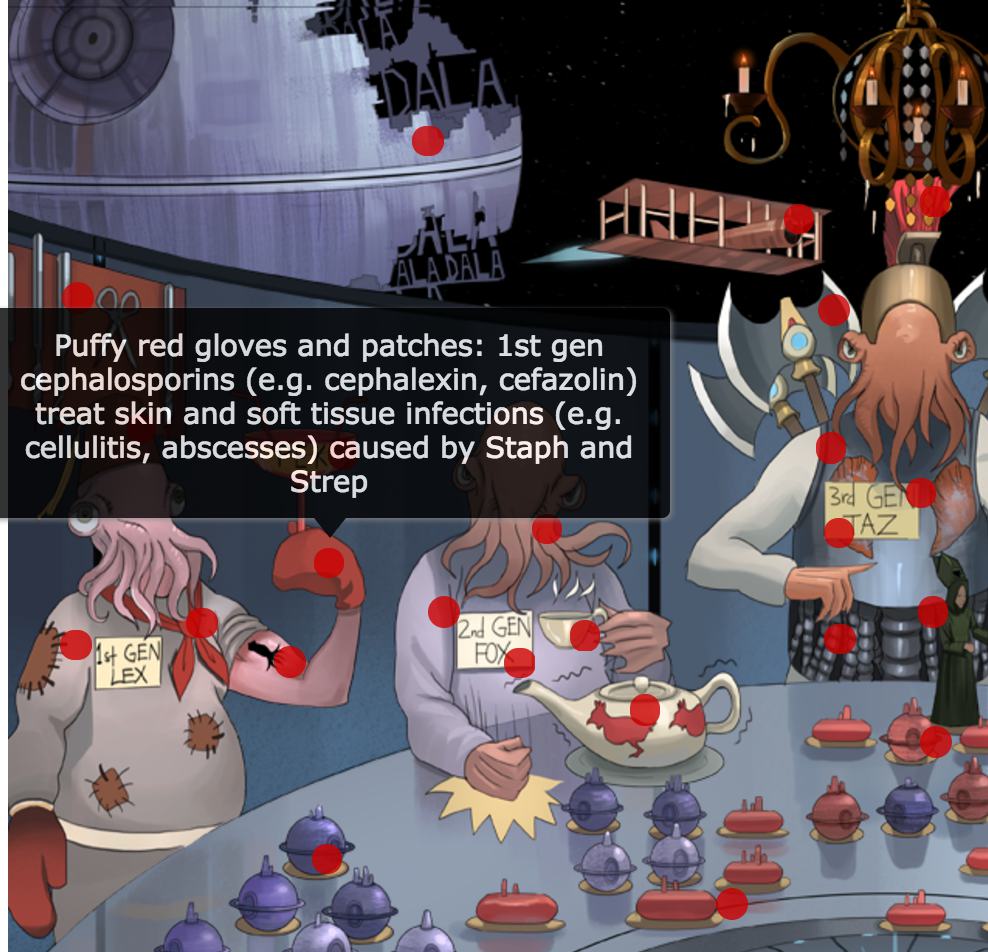 DALA
DALA
ALADALA
Puffy red gloves and patches: 1st gen
cephalosporins (e.g. cephalexin, cefazolin)
treat skin and soft tissue infections (e.g.
cellulitis, abscesses) caused by Staph and
Strep
3rd GEN
TAZ
1st GEN
LEX
2nd GEN
FOX